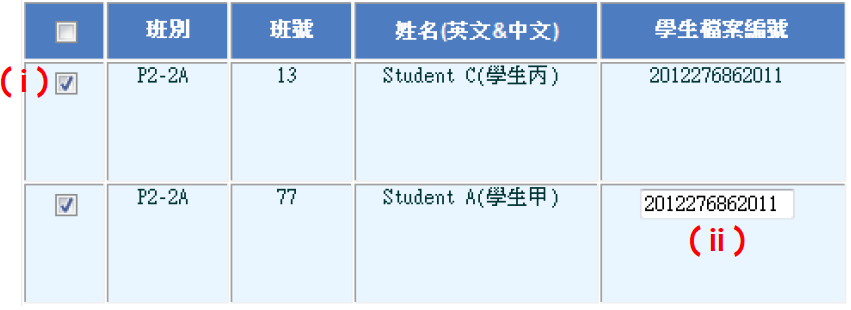 班別 班號 姓名(英文&中文) 學生檔案編號
(i) P2-2A 13 Student C(學生丙) 2012276862011
P2-2A 77 Student A(學生甲) 2012276862011
(ii)